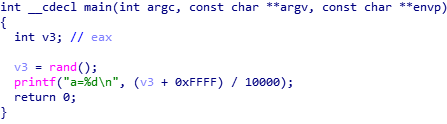 int __cdecl main(int argc, const char **argv, const char **envp)
{
  int v3; // eax

  v3 = rand();
  printf("a=%d\n", (v3 + 0xFFFF) / 10000);
  return 0;
}